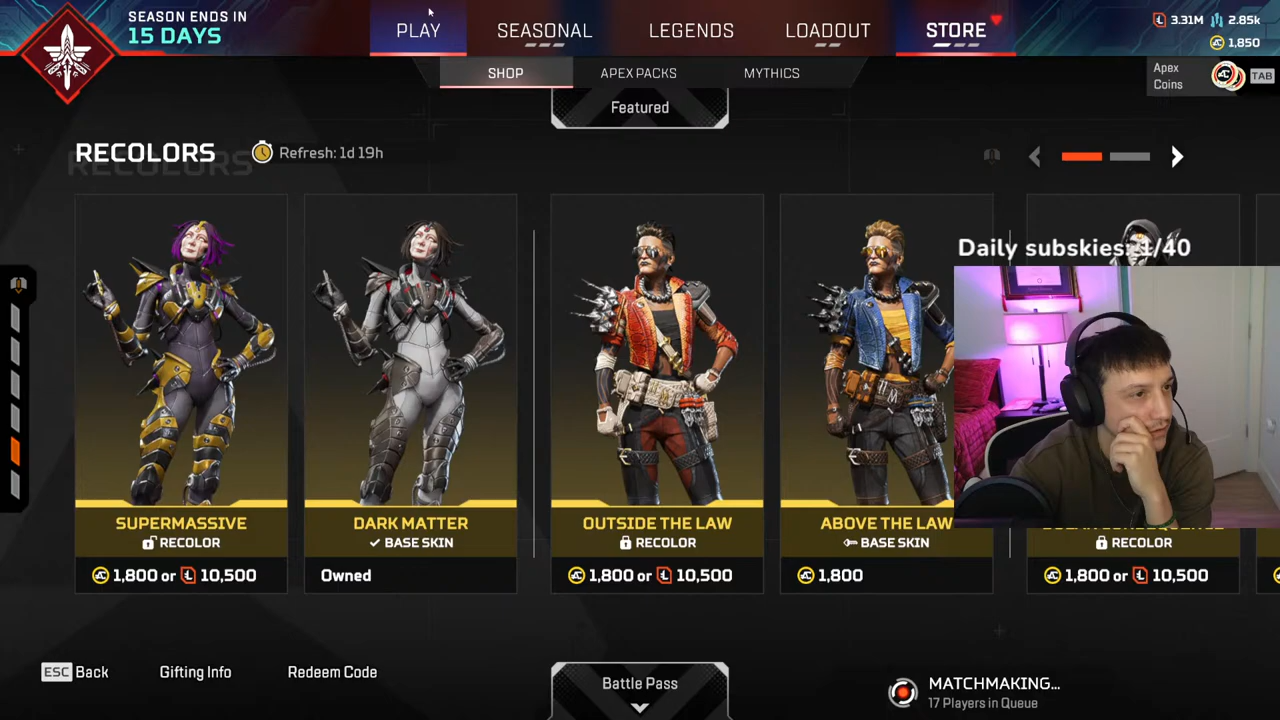 SEASON ENDS IN
15 DAYS
PLAY
SEASONAL
LEGENDS
LOADOUT
STORE
3.31M
2.85k
1,850
SHOP
APEX PACKS
MYTHICS
Apex
Coins
TAB
Featured
RECOLORS
Refresh: 1d 19h
Daily subskies: 1/40
SUPERMASSIVE
RECOLOR
1,800 or 10,500
DARK MATTER
BASE SKIN
Owned
OUTSIDE THE LAW
RECOLOR
1,800 or 10,500
ABOVE THE LAW
BASE SKIN
1,800
RECOLOR
1,800 or 10,500
ESC Back
Gifting Info
Redeem Code
Battle Pass
MATCHMAKING...
17 Players in Queue